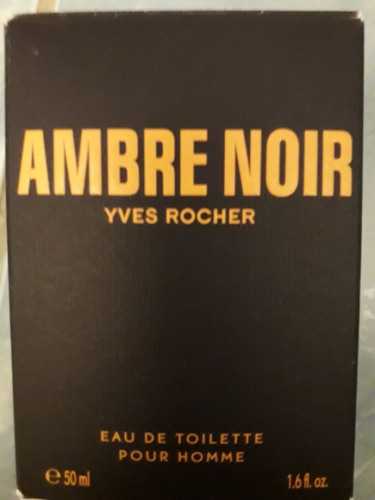 AMBRE NOIR
YVES ROCHER
EAU DE TOILETTE
POUR HOMME
℮ 50 ml 1.6 fl. oz.